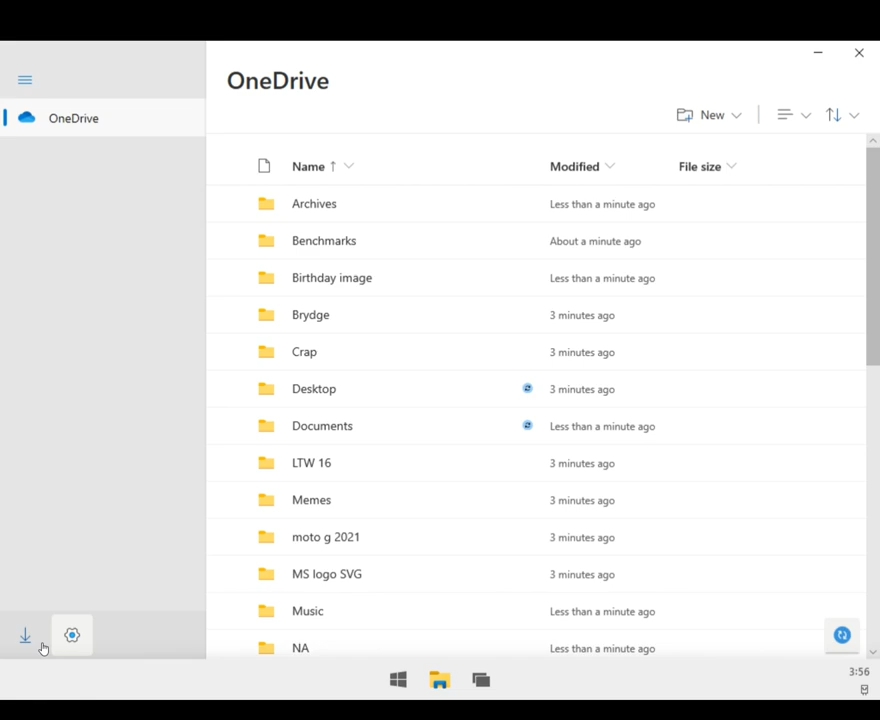 OneDrive
OneDrive
New
Name Modified File size
Archives Less than a minute ago
Benchmarks About a minute ago
Birthday image Less than a minute ago
Brydge 3 minutes ago
Crap 3 minutes ago
Desktop 3 minutes ago
Documents Less than a minute ago
LTW 16 3 minutes ago
Memes 3 minutes ago
moto g 2021 3 minutes ago
MS logo SVG 3 minutes ago
Music Less than a minute ago
NA Less than a minute ago
3:56